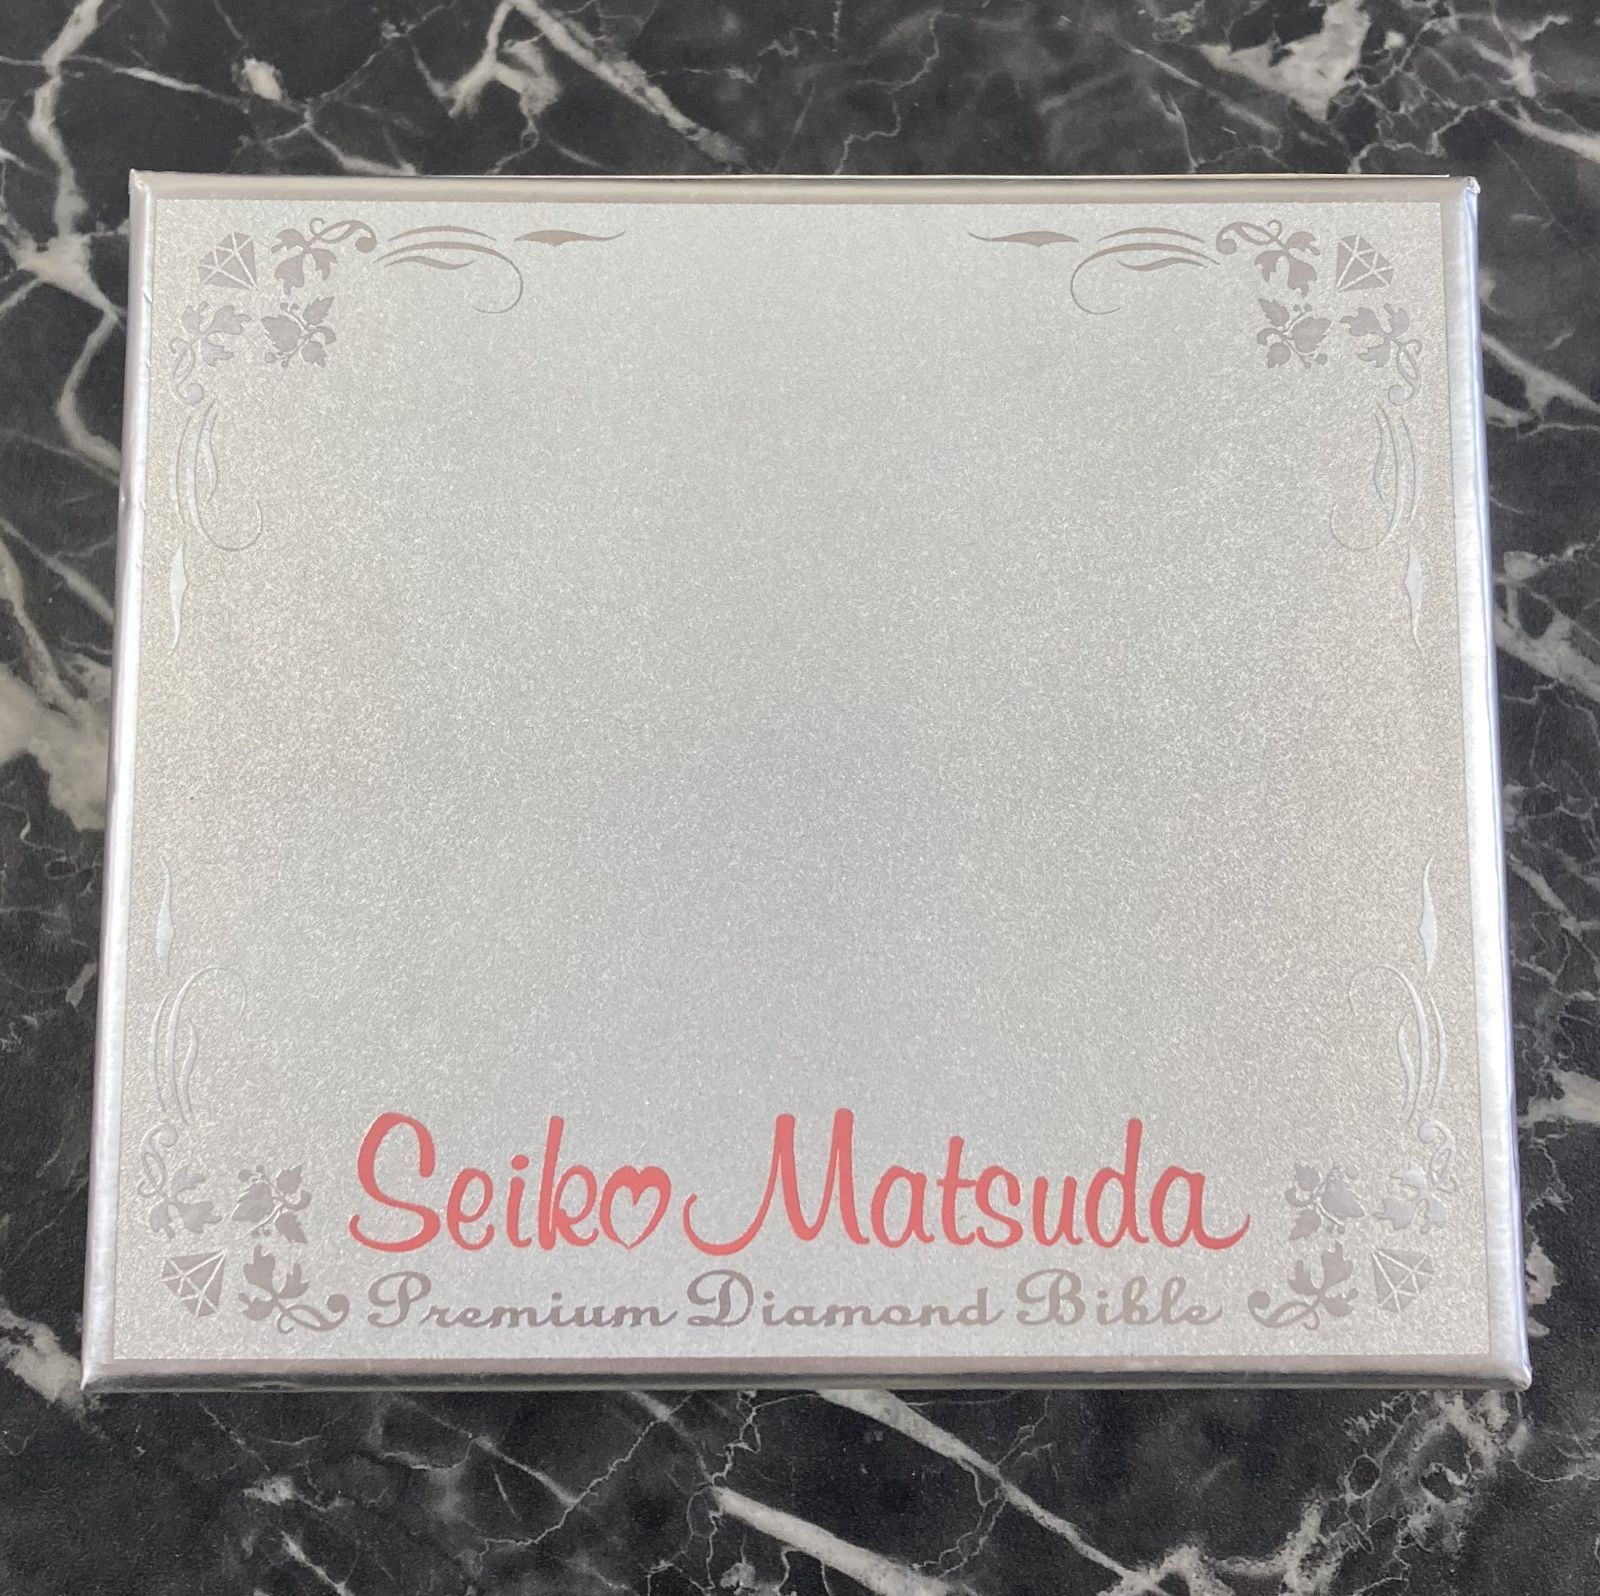 Seiko Matsuda
Premium Diamond Bible